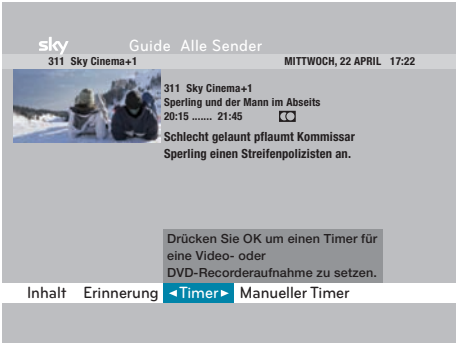 sky Guide Alle Sender
311 Sky Cinema+1 MITTWOCH, 22 APRIL 17:22
311 Sky Cinema+1
Sperling und der Mann im Abseits
20:15 ....... 21:45
Schlecht gelaunt pflaumt Kommissar
Sperling einen Streifenpolizisten an.
Drücken Sie OK um einen Timer für
eine Video- oder
DVD-Recorderaufnahme zu setzen.
Inhalt Erinnerung ◄Timer► Manueller Timer